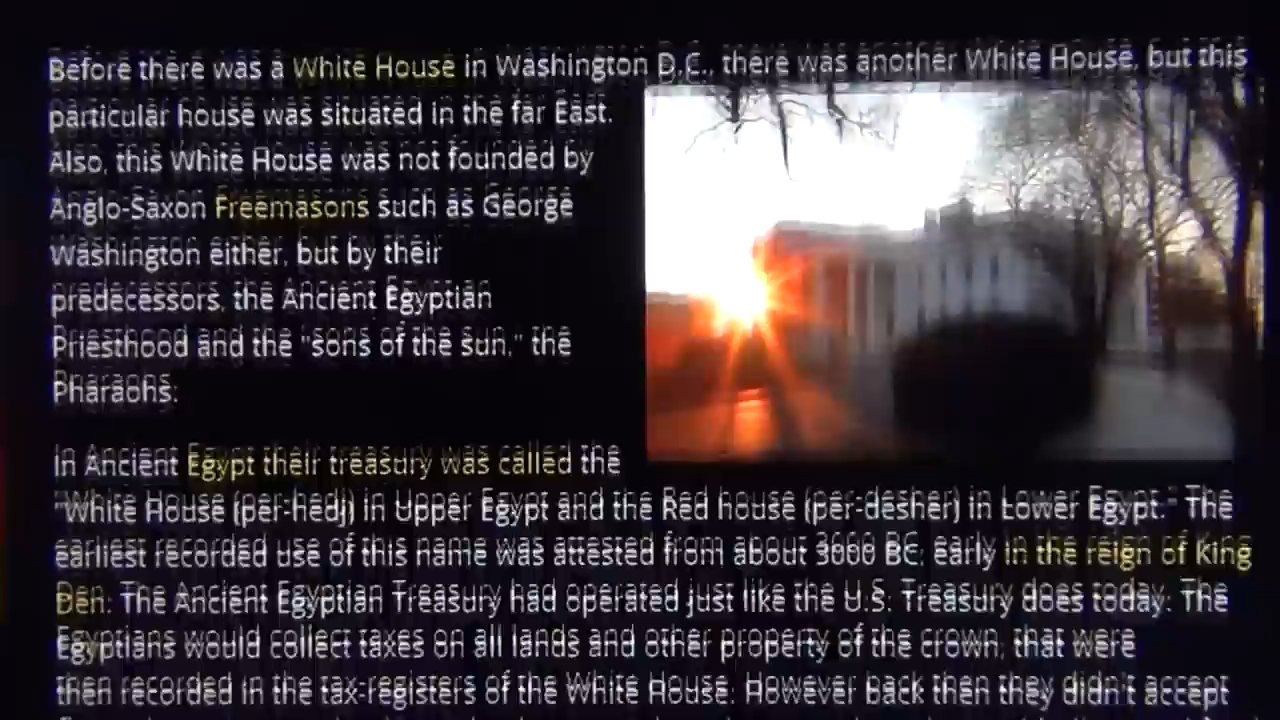 Before there was a White House in Washington D.C., there was another White House, but this
particular house was situated in the far East.
Also, this White House was not founded by
Anglo-Saxon Freemasons such as George
Washington either, but by their
predecessors, the Ancient Egyptian
Priesthood and the "sons of the sun," the
Pharaohs.
In Ancient Egypt their treasury was called the
"White House (per-hedj) in Upper Egypt and the Red house (per-desher) in Lower Egypt." The
earliest recorded use of this name was attested from about 3000 BC, early in the reign of King
Den. The Ancient Egyptian Treasury had operated just like the U.S. Treasury does today. The
Egyptians would collect taxes on all lands and other property of the crown, that were
then recorded in the tax-registers of the White House. However back then they didn't accept